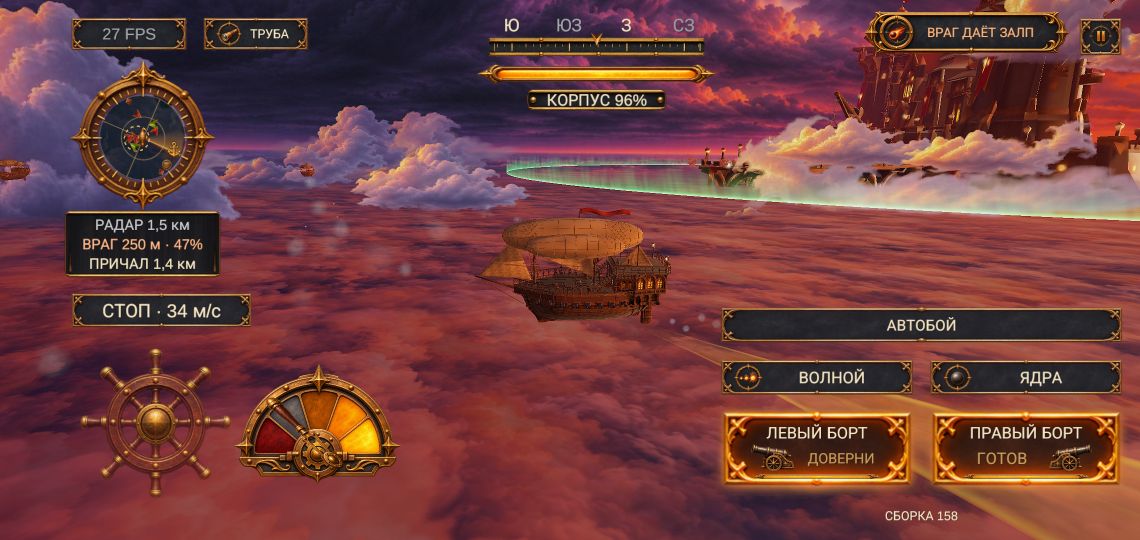 27 FPS
ТРУБА
Ю ЮЗ З СЗ
КОРПУС 96%
ВРАГ ДАЁТ ЗАЛП
РАДАР 1,5 км
ВРАГ 250 м · 47%
ПРИЧАЛ 1,4 км
СТОП · 34 м/с
АВТОБОЙ
ВОЛНОЙ
ЯДРА
ЛЕВЫЙ БОРТ
ДОВЕРНИ
ПРАВЫЙ БОРТ
ГОТОВ
СБОРКА 158